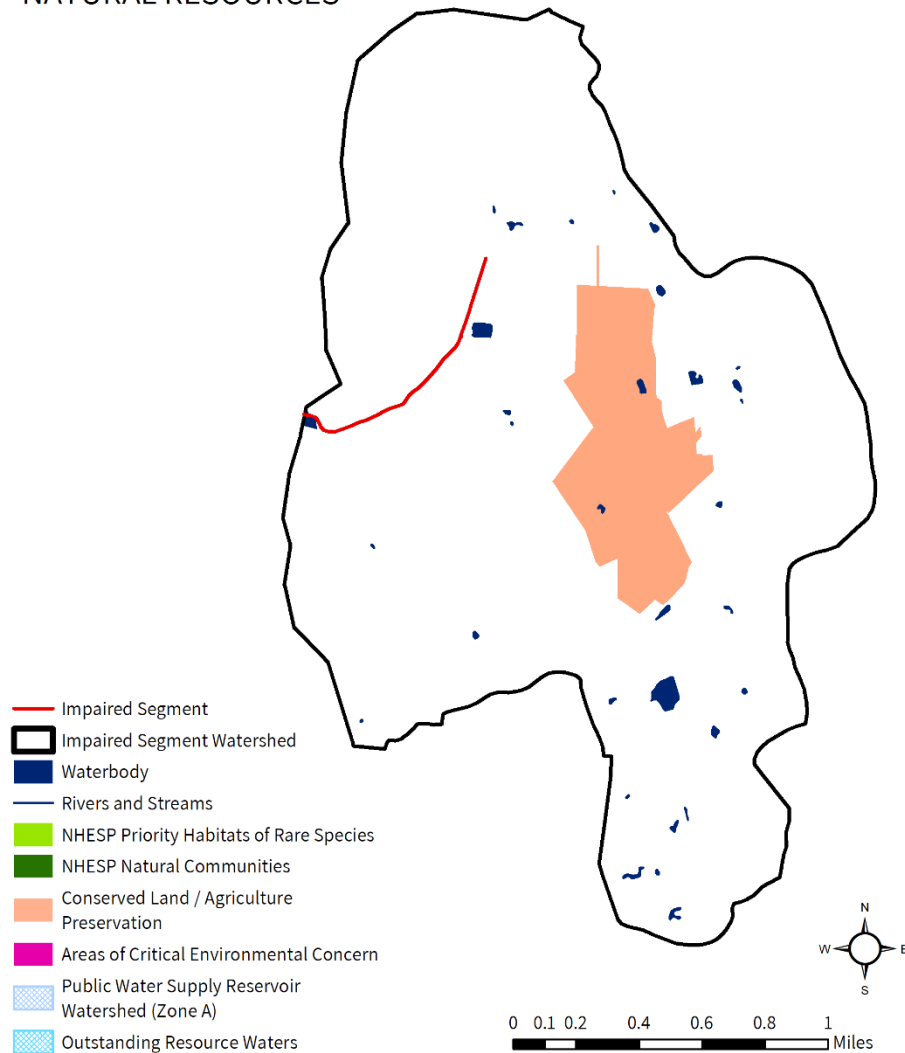 NATURAL RESOURCES
Impaired Segment
Impaired Segment Watershed
Waterbody
Rivers and Streams
NHESP Priority Habitats of Rare Species
NHESP Natural Communities
Conserved Land / Agriculture
Preservation
Areas of Critical Environmental Concern
Public Water Supply Reservoir
Watershed (Zone A)
Outstanding Resource Waters
N
W E
S
0 0.1 0.2 0.4 0.6 0.8 1
Miles